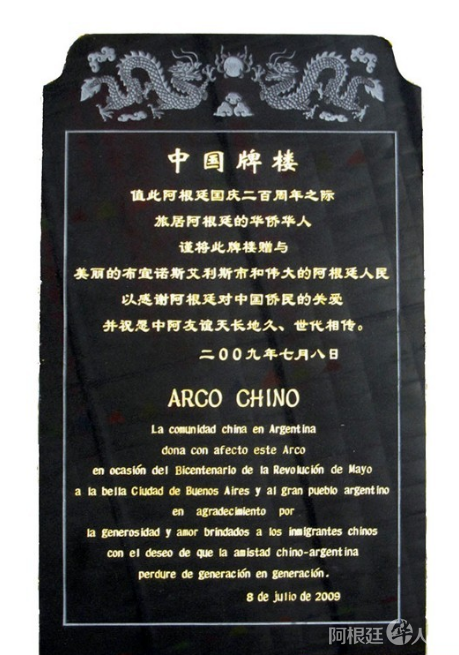 中国牌楼
值此阿根廷国庆二百周年之际
旅居阿根廷的华侨华人
谨将此牌楼赠与
美丽的布宜诺斯艾利斯市和伟大的阿根廷人民
以感谢阿根廷对中国侨民的关爱
并祝愿中阿友谊天长地久、世代相传。
二〇〇九年七月八日
ARCO CHINO
La comunidad china en Argentina
dona con afecto este Arco
en ocasión del Bicentenario de la Revolución de Mayo
a la bella Ciudad de Buenos Aires y al gran pueblo argentino
en agradecimiento por
la generosidad y amor brindados a los inmigrantes chinos
con el deseo de que la amistad chino-argentina
perdure de generación en generación.
8 de julio de 2009
阿根廷华人